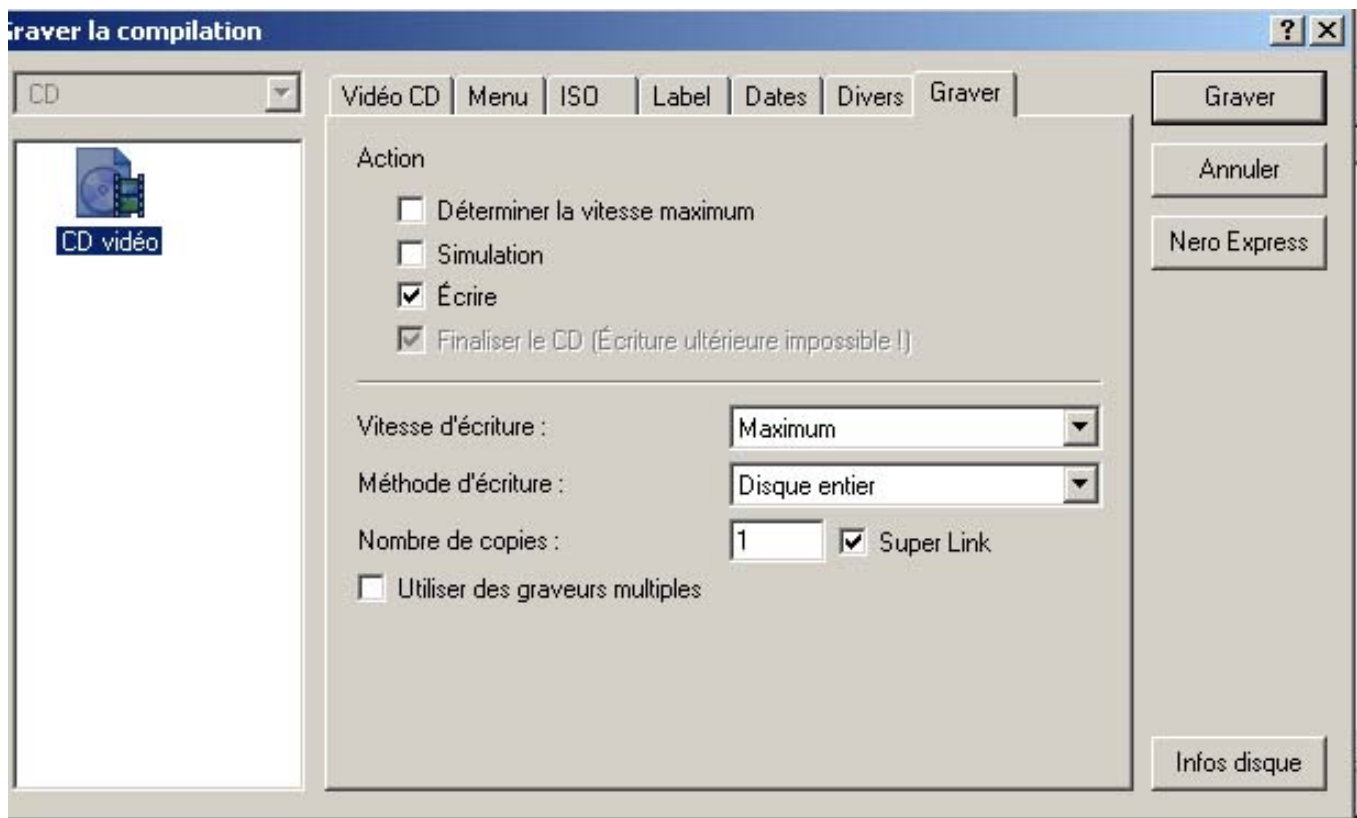 raver la compilation
CD
CD vidéo
Vidéo CD Menu ISO Label Dates Divers Graver
Action
Déterminer la vitesse maximum
Simulation
Écrire
Finaliser le CD (Écriture ultérieure impossible !)
Vitesse d'écriture : Maximum
Méthode d'écriture : Disque entier
Nombre de copies : 1 Super Link
Utiliser des graveurs multiples
Graver
Annuler
Nero Express
Infos disque